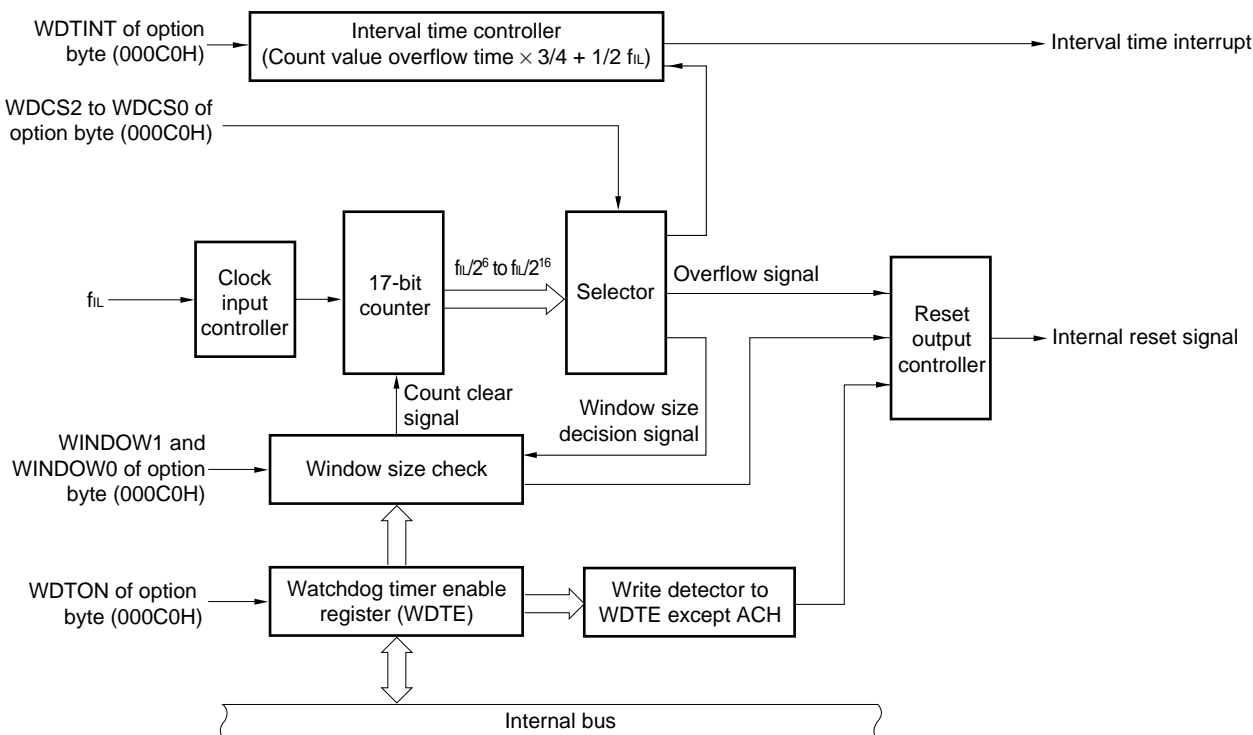 WDTINT of option
byte (000C0H)
Interval time controller
(Count value overflow time × 3/4 + 1/2 fIL)
Interval time interrupt
WDCS2 to WDCS0 of
option byte (000C0H)
fIL
Clock
input
controller
17-bit
counter
fIL/2⁶ to fIL/2¹⁶
Selector
Overflow signal
Reset
output
controller
Internal reset signal
Count clear
signal
Window size
decision signal
WINDOW1 and
WINDOW0 of option
byte (000C0H)
Window size check
WDTON of option
byte (000C0H)
Watchdog timer enable
register (WDTE)
Write detector to
WDTE except ACH
Internal bus